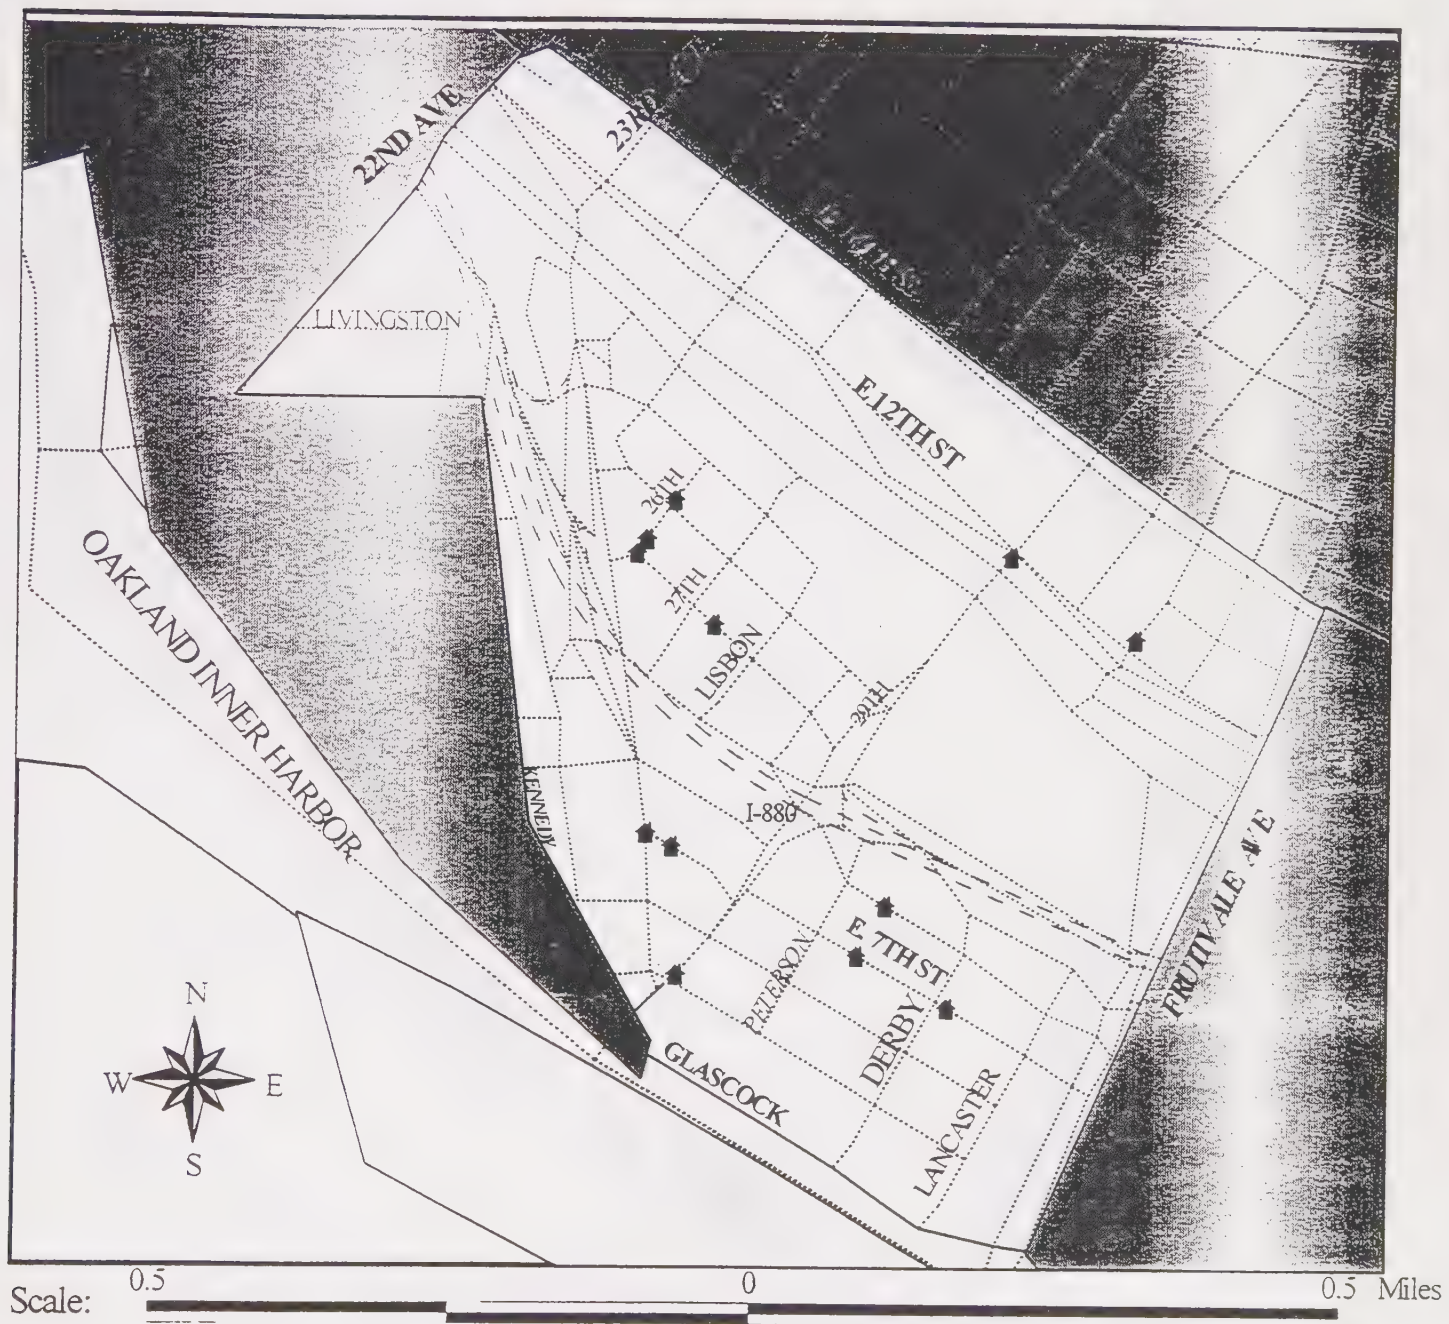 22ND AVE
23RD
LIVINGSTON
E.12TH ST
26TH
27TH
LISBON
29TH
OAKLAND INNER HARBOR
KENNEDY
I-880
FRUITVALE AVE
E. 7TH ST
PETERSON
DERBY
GLASCOCK
LANCASTER
N
W E
S
Scale: 0.5 0 0.5 Miles